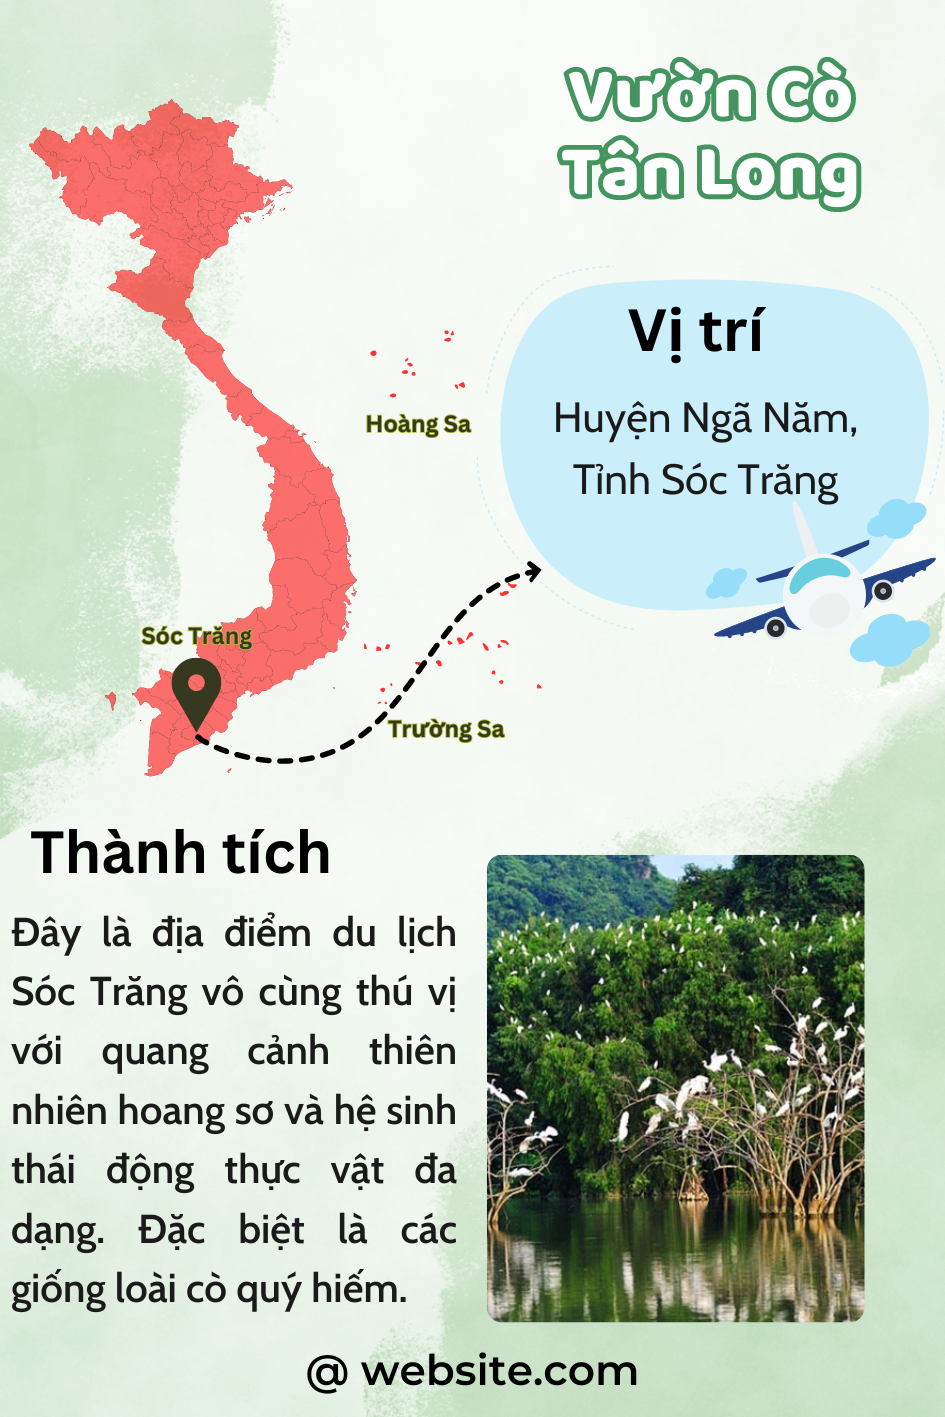 Vườn Cò
Tân Long
Vị trí
Huyện Ngã Năm,
Tỉnh Sóc Trăng
Hoàng Sa
Sóc Trăng
Trường Sa
Thành tích
Đây là địa điểm du lịch
Sóc Trăng vô cùng thú vị
với quang cảnh thiên
nhiên hoang sơ và hệ sinh
thái động thực vật đa
dạng. Đặc biệt là các
giống loài cò quý hiếm.
@ website.com